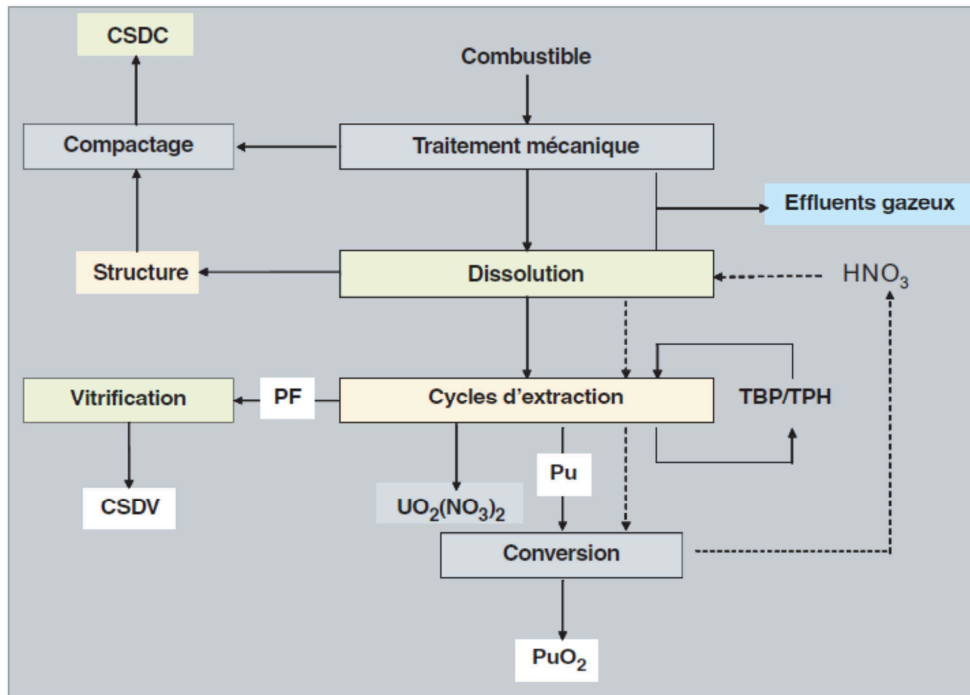 CSDC
Combustible
Compactage
Traitement mécanique
Effluents gazeux
Structure
Dissolution
HNO₃
Vitrification
PF
Cycles d'extraction
TBP/TPH
Pu
CSDV
UO₂(NO₃)₂
Conversion
PuO₂